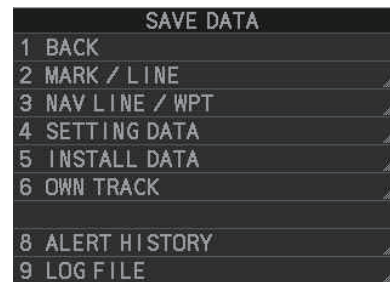 SAVE DATA
1 BACK
2 MARK / LINE
3 NAV LINE / WPT
4 SETTING DATA
5 INSTALL DATA
6 OWN TRACK
8 ALERT HISTORY
9 LOG FILE